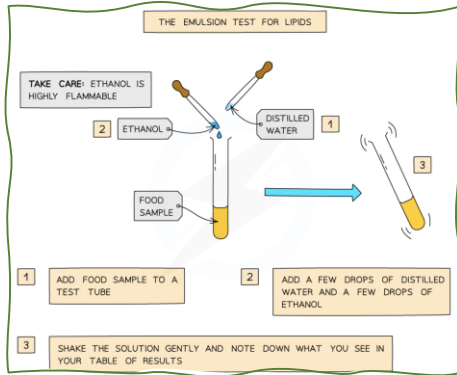 THE EMULSION TEST FOR LIPIDS
TAKE CARE: ETHANOL IS
HIGHLY FLAMMABLE
2
ETHANOL
DISTILLED
WATER
1
3
FOOD
SAMPLE
1
ADD FOOD SAMPLE TO A
TEST TUBE
2
ADD A FEW DROPS OF DISTILLED
WATER AND A FEW DROPS OF
ETHANOL
3
SHAKE THE SOLUTION GENTLY AND NOTE DOWN WHAT YOU SEE IN
YOUR TABLE OF RESULTS